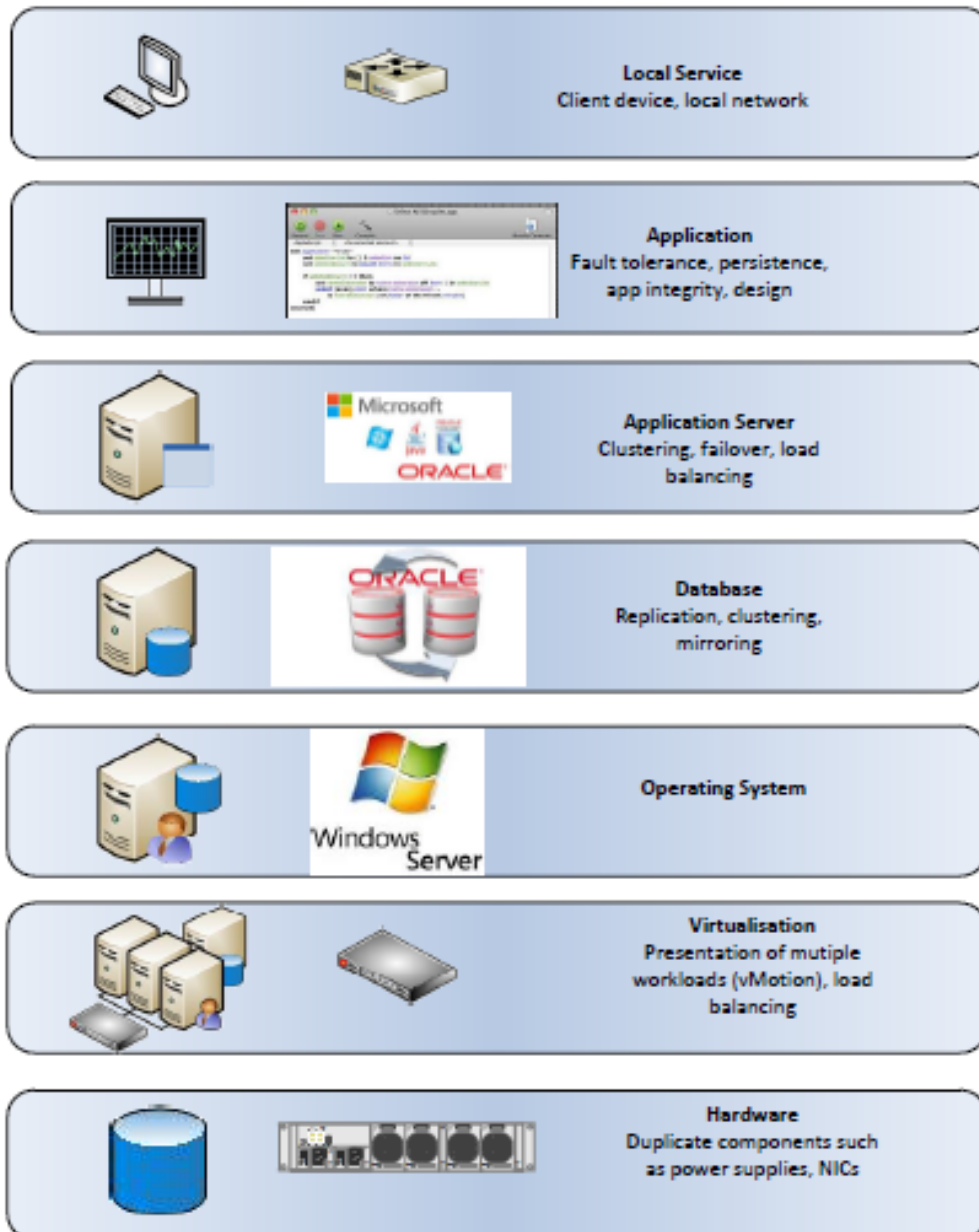 Local Service
Client device, local network
Application
Fault tolerance, persistence,
app integrity, design
Microsoft
Java
ORACLE
Application Server
Clustering, failover, load
balancing
ORACLE
Database
Replication, clustering,
mirroring
Windows
Server
Operating System
Virtualisation
Presentation of mutiple
workloads (vMotion), load
balancing
Hardware
Duplicate components such
as power supplies, NICs